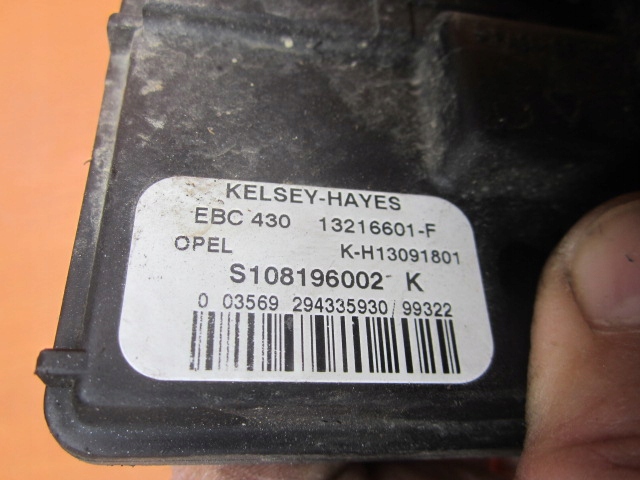 KELSEY-HAYES
EBC 430 13216601-F
OPEL K-H13091801
S108196002 K
0 03569 294335930 99322